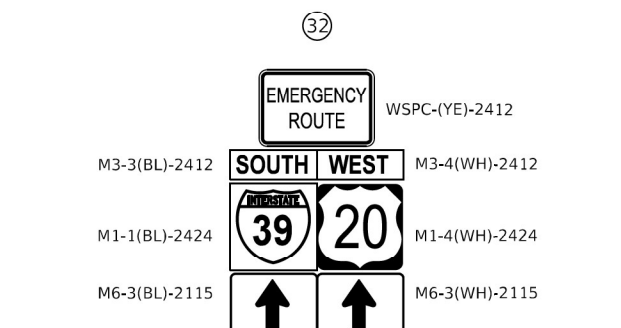 32
EMERGENCY
ROUTE
WSPC-(YE)-2412
M3-3(BL)-2412
SOUTH
WEST
M3-4(WH)-2412
INTERSTATE
39
20
M1-1(BL)-2424
M1-4(WH)-2424
M6-3(BL)-2115
M6-3(WH)-2115